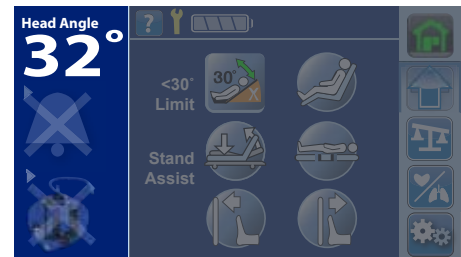 Head Angle
32°
?
<30°
Limit
30°
X
Stand
Assist